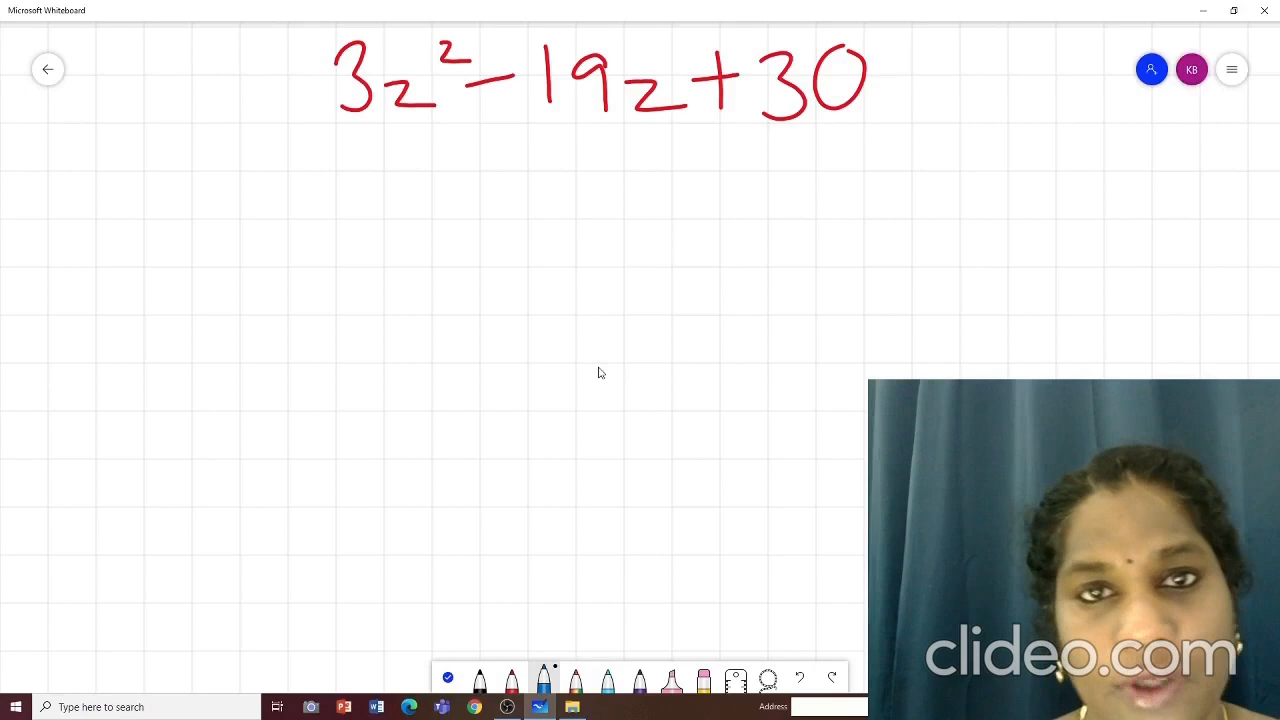 Microsoft Whiteboard
3z² - 19z + 30
KB
clideo.com
Type here to search
Address